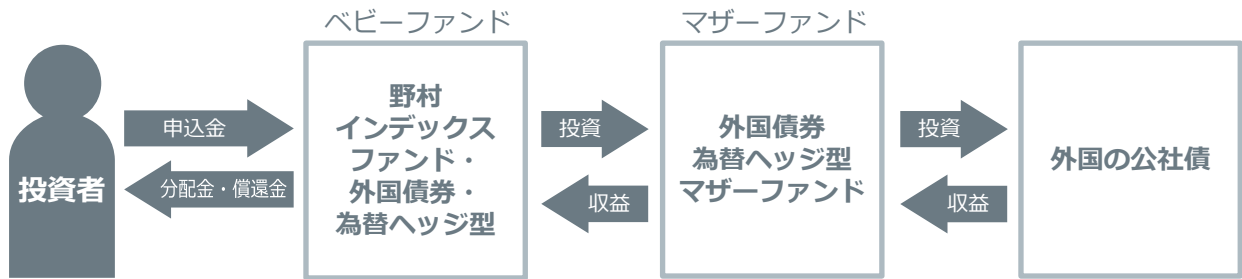 ベビーファンド
マザーファンド
投資者
申込金
分配金・償還金
野村
インデックス
ファンド・
外国債券・
為替ヘッジ型
投資
収益
外国債券
為替ヘッジ型
マザーファンド
投資
収益
外国の公社債